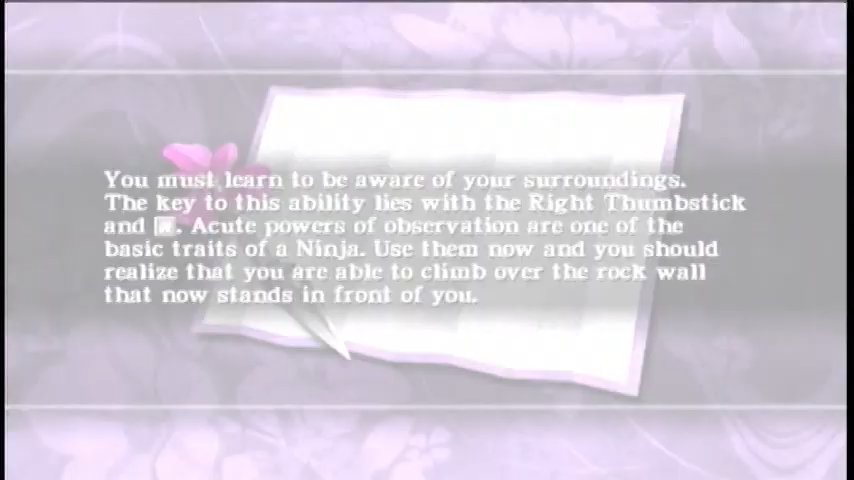 You must learn to be aware of your surroundings.
The key to this ability lies with the Right Thumbstick
and . Acute powers of observation are one of the
basic traits of a Ninja. Use them now and you should
realize that you are able to climb over the rock wall
that now stands in front of you.